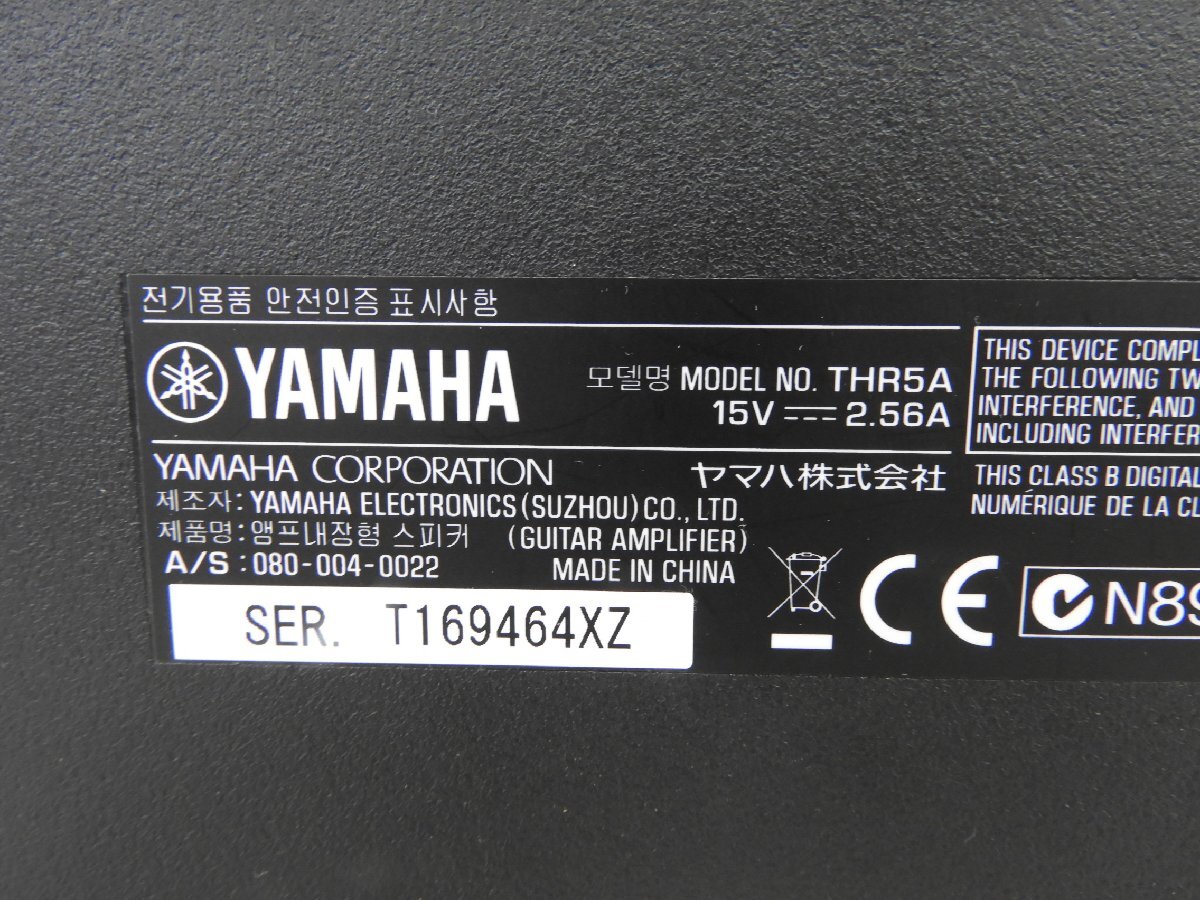 전기용품 안전인증 표시사항
YAMAHA
모델명 MODEL NO. THR5A
15V 2.56A
YAMAHA CORPORATION ヤマハ株式会社
제조자: YAMAHA ELECTRONICS (SUZHOU) CO., LTD.
제품명: 앰프내장형 스피커 (GUITAR AMPLIFIER)
A/S : 080-004-0022 MADE IN CHINA
SER. T169464XZ
THIS DEVICE COMPL
THE FOLLOWING TW
INTERFERENCE, AND
INCLUDING INTERFER
THIS CLASS B DIGITAL
NUMÉRIQUE DE LA CL
CE
N89